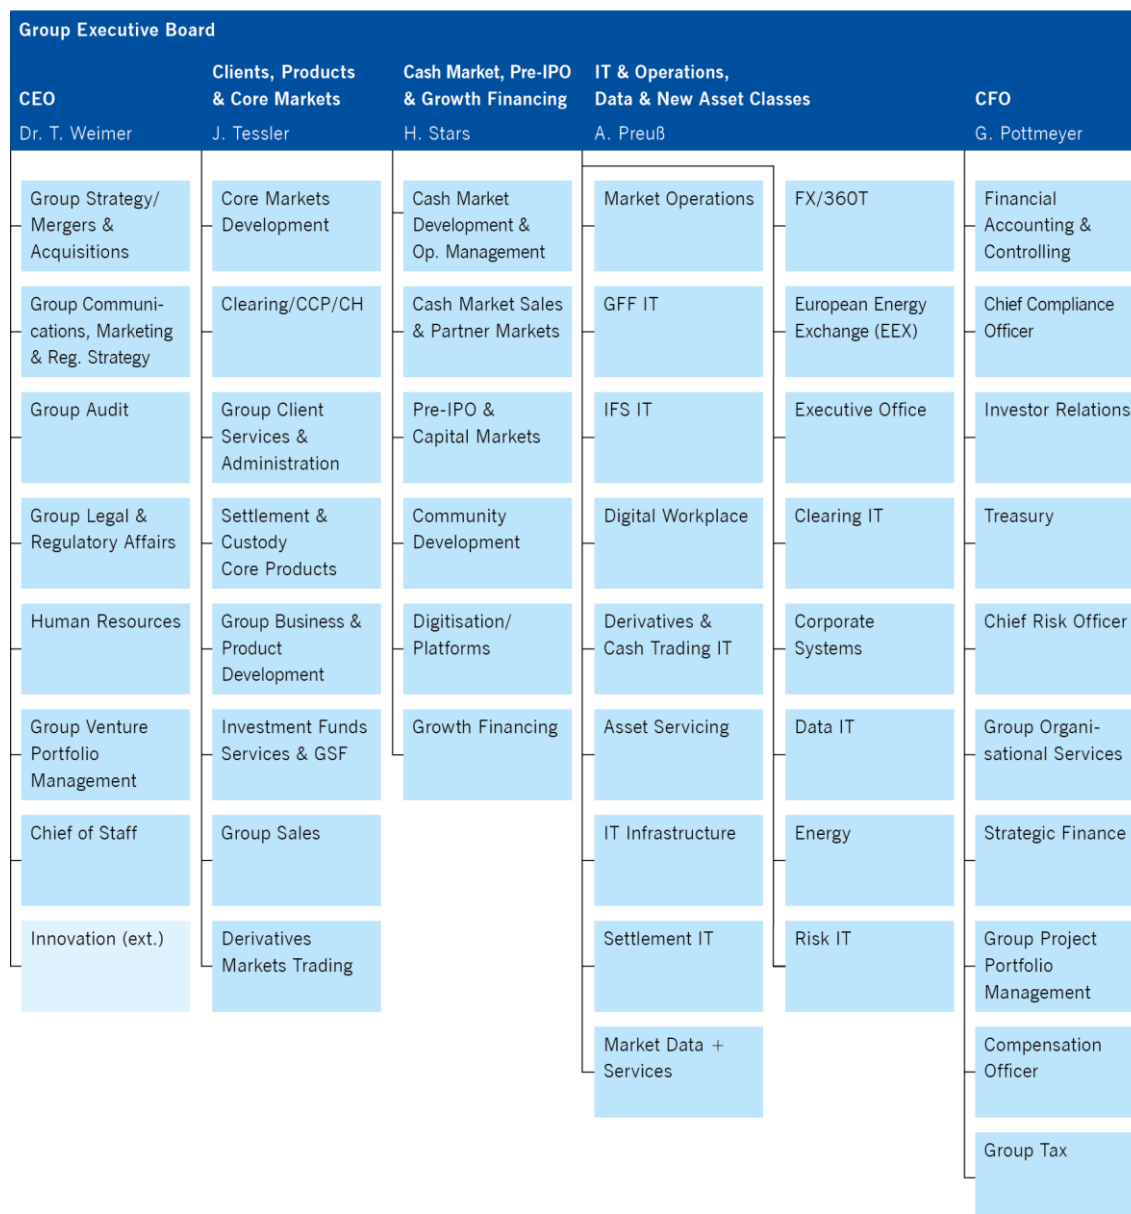 Group Executive Board
CEO
Dr. T. Weimer
Clients, Products
& Core Markets
J. Tessler
Cash Market, Pre-IPO
& Growth Financing
H. Stars
IT & Operations,
Data & New Asset Classes
A. Preuß
CFO
G. Pottmeyer
Group Strategy/
Mergers &
Acquisitions
Group Communi-
cations, Marketing
& Reg. Strategy
Group Audit
Group Legal &
Regulatory Affairs
Human Resources
Group Venture
Portfolio
Management
Chief of Staff
Innovation (ext.)
Core Markets
Development
Clearing/CCP/CH
Group Client
Services &
Administration
Settlement &
Custody
Core Products
Group Business &
Product
Development
Investment Funds
Services & GSF
Group Sales
Derivatives
Markets Trading
Cash Market
Development &
Op. Management
Cash Market Sales
& Partner Markets
Pre-IPO &
Capital Markets
Community
Development
Digitisation/
Platforms
Growth Financing
Market Operations
GFF IT
IFS IT
Digital Workplace
Derivatives &
Cash Trading IT
Asset Servicing
IT Infrastructure
Settlement IT
Market Data +
Services
FX/360T
European Energy
Exchange (EEX)
Executive Office
Clearing IT
Corporate
Systems
Data IT
Energy
Risk IT
Financial
Accounting &
Controlling
Chief Compliance
Officer
Investor Relations
Treasury
Chief Risk Officer
Group Organi-
sational Services
Strategic Finance
Group Project
Portfolio
Management
Compensation
Officer
Group Tax